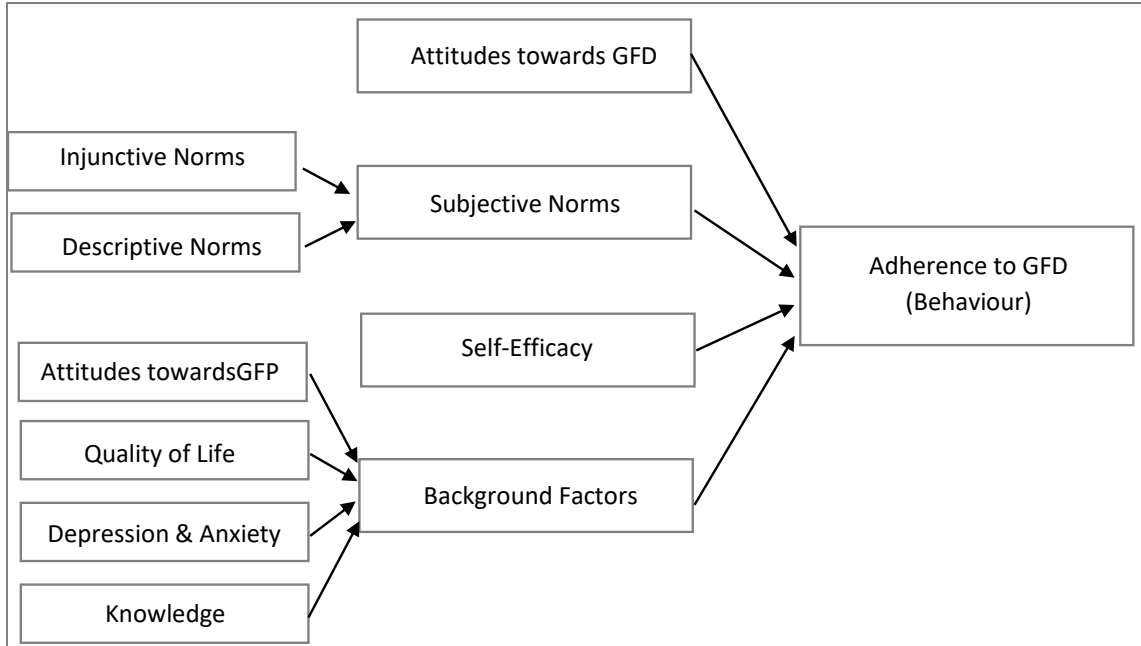 Attitudes towards GFD
Injunctive Norms
Subjective Norms
Descriptive Norms
Adherence to GFD
(Behaviour)
Self-Efficacy
Attitudes towardsGFP
Quality of Life
Background Factors
Depression & Anxiety
Knowledge